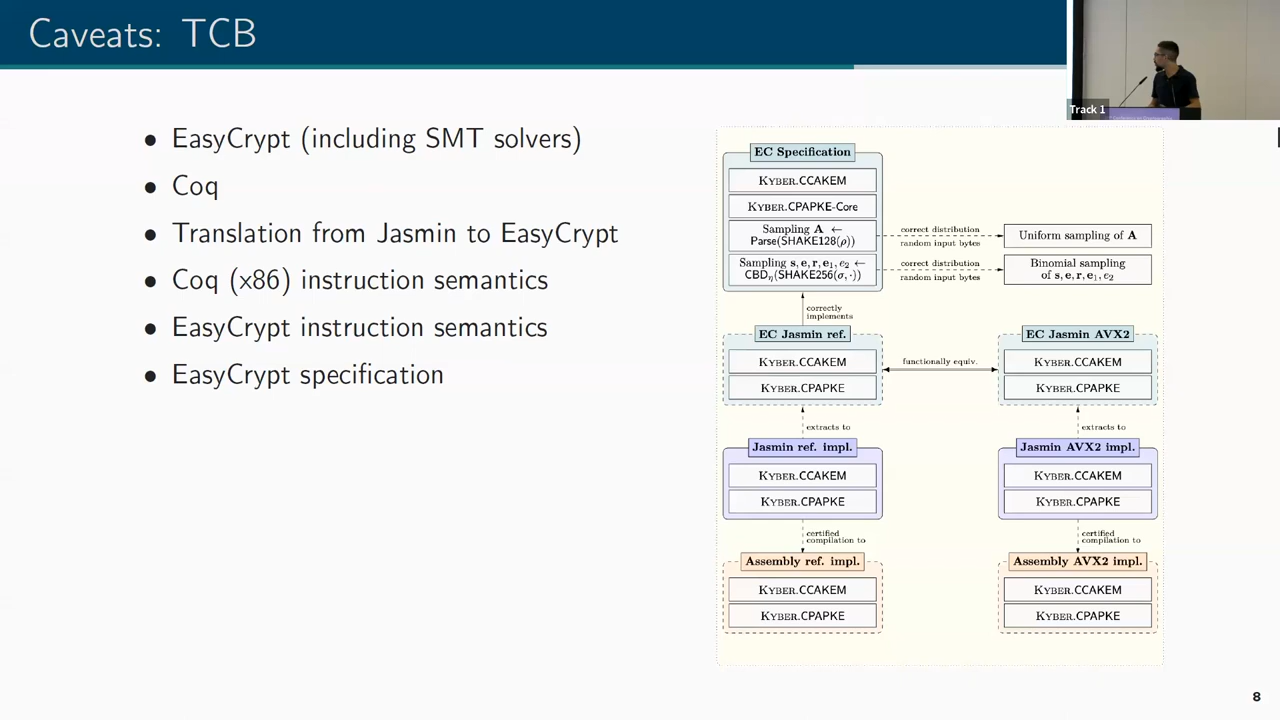 Caveats: TCB
Track 1
• EasyCrypt (including SMT solvers)
• Coq
• Translation from Jasmin to EasyCrypt
• Coq (x86) instruction semantics
• EasyCrypt instruction semantics
• EasyCrypt specification
EC Specification
KYBER.CCAKEM
KYBER.CPAPKE-Core
Sampling A ←
Parse(SHAKE128(ρ))
Sampling s, e, r, e₁, e₂ ←
CBDη(SHAKE256(σ,·))
correct distribution
random input bytes
correct distribution
random input bytes
Uniform sampling of A
Binomial sampling
of s, e, r, e₁, e₂
correctly
implements
EC Jasmin ref.
KYBER.CCAKEM
KYBER.CPAPKE
functionally equiv.
EC Jasmin AVX2
KYBER.CCAKEM
KYBER.CPAPKE
extracts to
extracts to
Jasmin ref. impl.
KYBER.CCAKEM
KYBER.CPAPKE
Jasmin AVX2 impl.
KYBER.CCAKEM
KYBER.CPAPKE
certified
compilation to
certified
compilation to
Assembly ref. impl.
KYBER.CCAKEM
KYBER.CPAPKE
Assembly AVX2 impl.
KYBER.CCAKEM
KYBER.CPAPKE
8